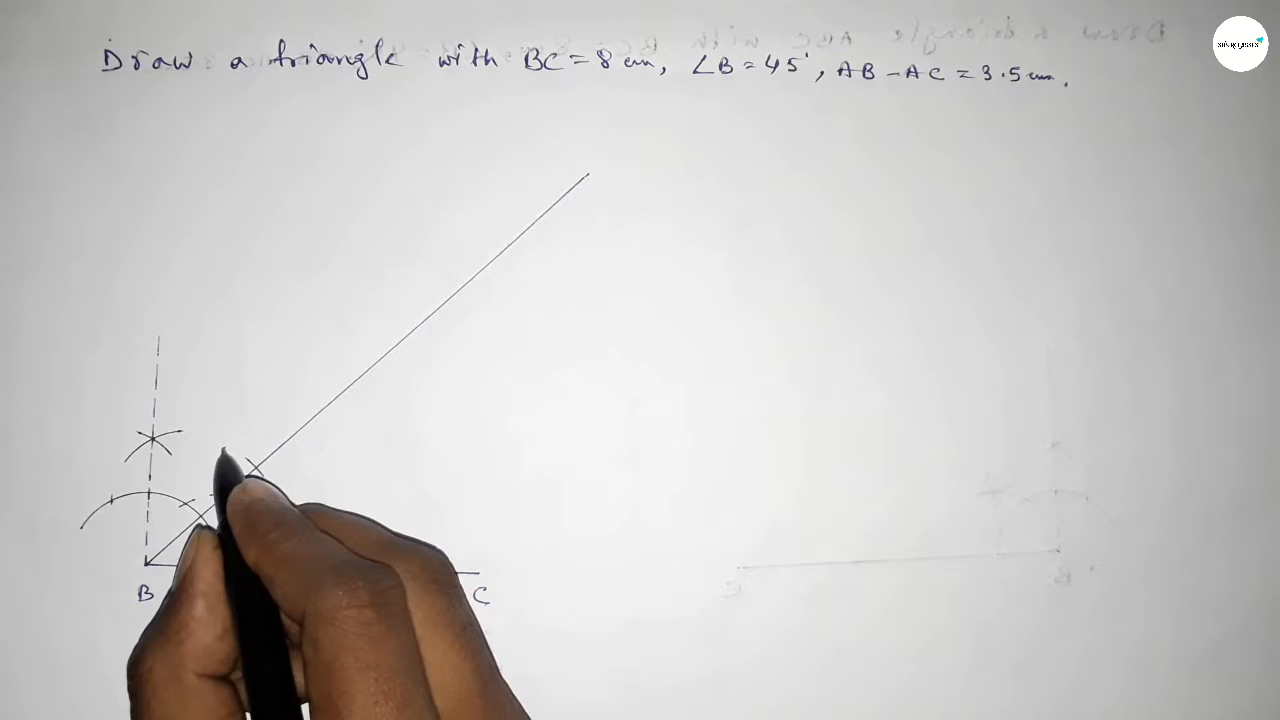 Draw a triangle with BC = 8 cm, ∠B = 45°, AB - AC = 3.5 cm.
B
C